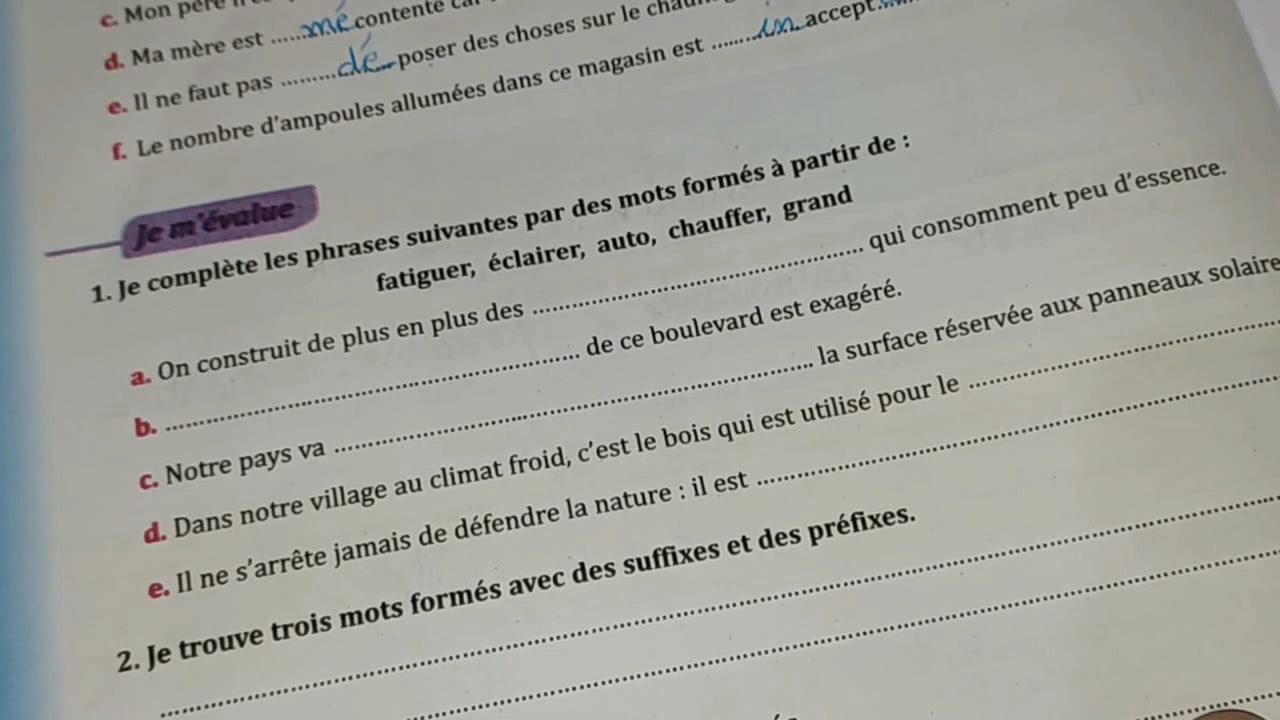 c. Mon père
d. Ma mère est ......mé contente
e. Il ne faut pas .........dé...poser des choses sur le
f. Le nombre d'ampoules allumées dans ce magasin est .......in..accept
Je m'évalue
1. Je complète les phrases suivantes par des mots formés à partir de :
fatiguer, éclairer, auto, chauffer, grand
a. On construit de plus en plus des ........................ qui consomment peu d'essence.
b. ........................ de ce boulevard est exagéré.
c. Notre pays va ........................ la surface réservée aux panneaux solaire
d. Dans notre village au climat froid, c'est le bois qui est utilisé pour le ........................
e. Il ne s'arrête jamais de défendre la nature : il est ........................
2. Je trouve trois mots formés avec des suffixes et des préfixes.